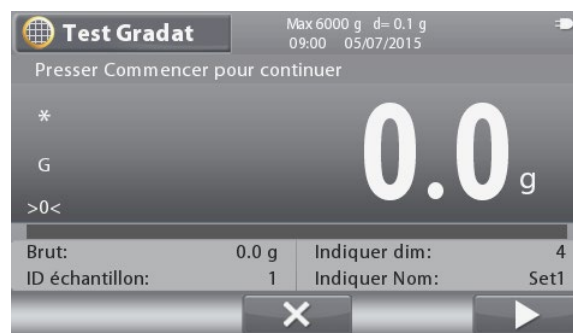 Test Gradat
Max 6000 g d= 0.1 g
09:00 05/07/2015
Presser Commencer pour continuer
*
G
>0<
0.0 g
Brut: 0.0 g
ID échantillon: 1
Indiquer dim: 4
Indiquer Nom: Set1